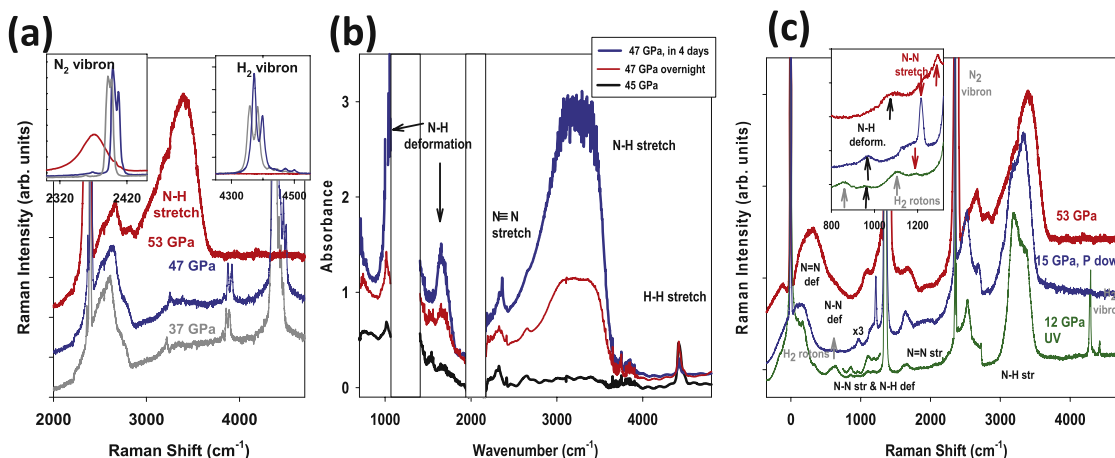 (a)
N2 vibron
H2 vibron
2320 2420
4300 4500
N-H
stretch
53 GPa
47 GPa
37 GPa
Raman Intensity (arb. units)
2000 3000 4000
Raman Shift (cm-1)
(b)
47 GPa, in 4 days
47 GPa overnight
45 GPa
N-H
deformation
N-H stretch
N≡N
stretch
H-H stretch
Absorbance
0 1 2 3
1000 2000 3000 4000
Wavenumber (cm-1)
(c)
N-N
stretch
N-H
deform.
H2 rotons
800 1000 1200
N2
vibron
53 GPa
15 GPa, P dow
12 GPa
UV
vibro
N=N
def
N-N
def
x3
H2 rotons
N=N str
N-N str & N-H def
N-H str
Raman Intensity (arb. units)
0 1000 2000 3000 4000
Raman Shift (cm-1)